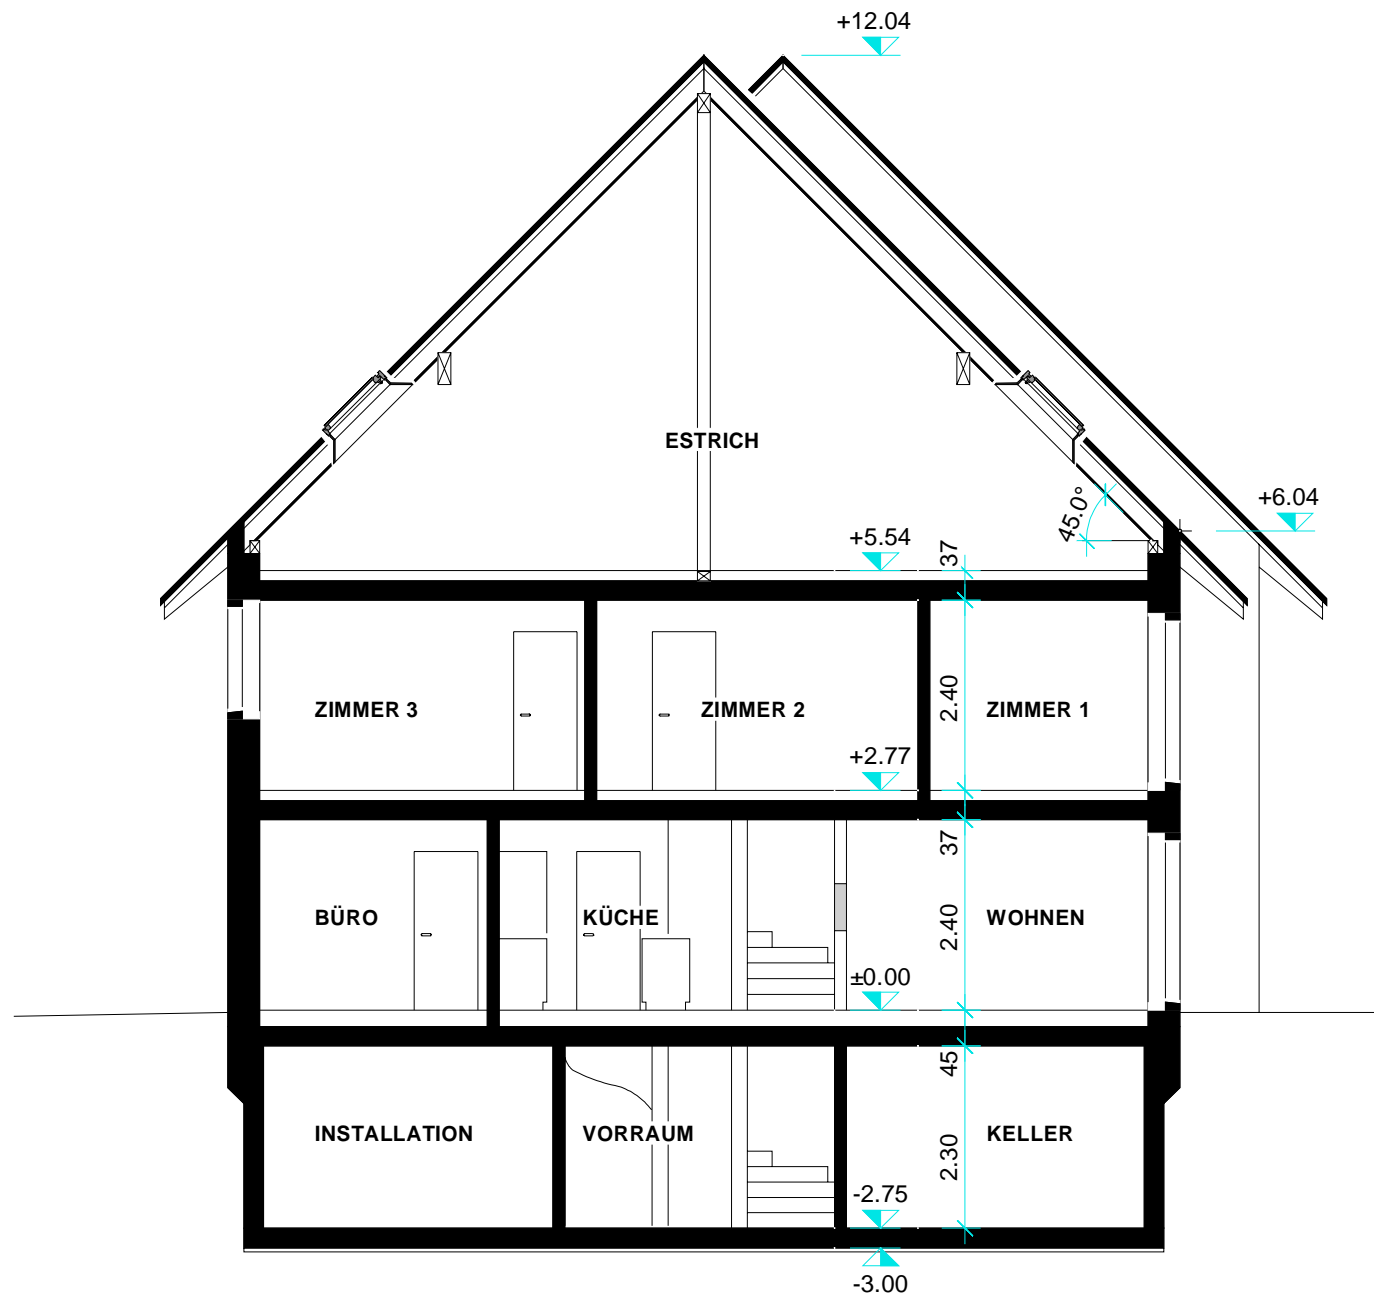 +12.04
ESTRICH
45.0°
+6.04
+5.54
37
ZIMMER 3
ZIMMER 2
2.40
ZIMMER 1
+2.77
37
BÜRO
KÜCHE
2.40
WOHNEN
±0.00
45
INSTALLATION
VORRAUM
2.30
KELLER
-2.75
-3.00